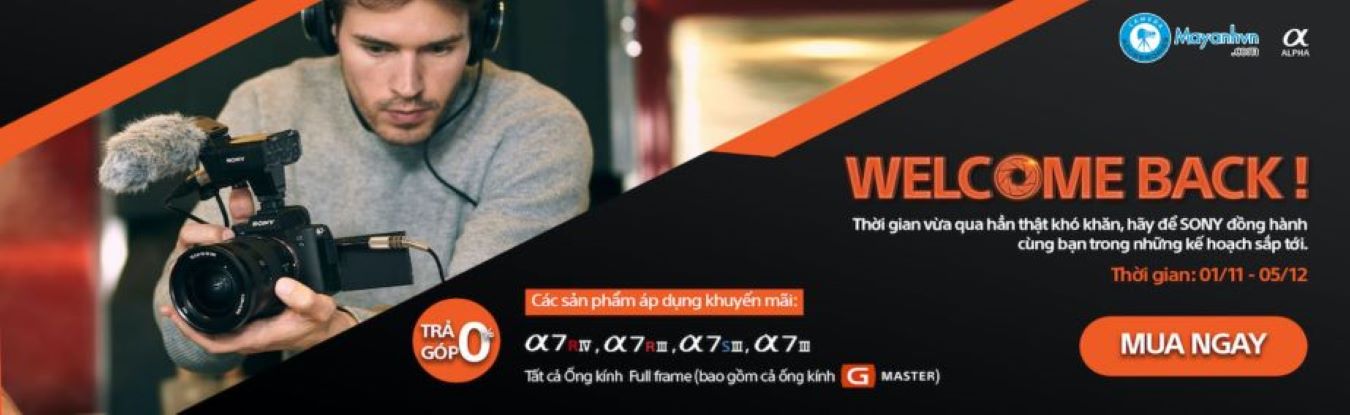 Mayanhvn
.com
α
ALPHA
WELCOME BACK !
Thời gian vừa qua hẳn thật khó khăn, hãy để SONY đồng hành
cùng bạn trong những kế hoạch sắp tới.
Thời gian: 01/11 - 05/12
MUA NGAY
TRẢ
GÓP 0%
Các sản phẩm áp dụng khuyến mãi:
α7RIV, α7RIII, α7SIII, α7III
Tất cả Ống kính Full frame (bao gồm cả ống kính G MASTER)
SONY
SONY